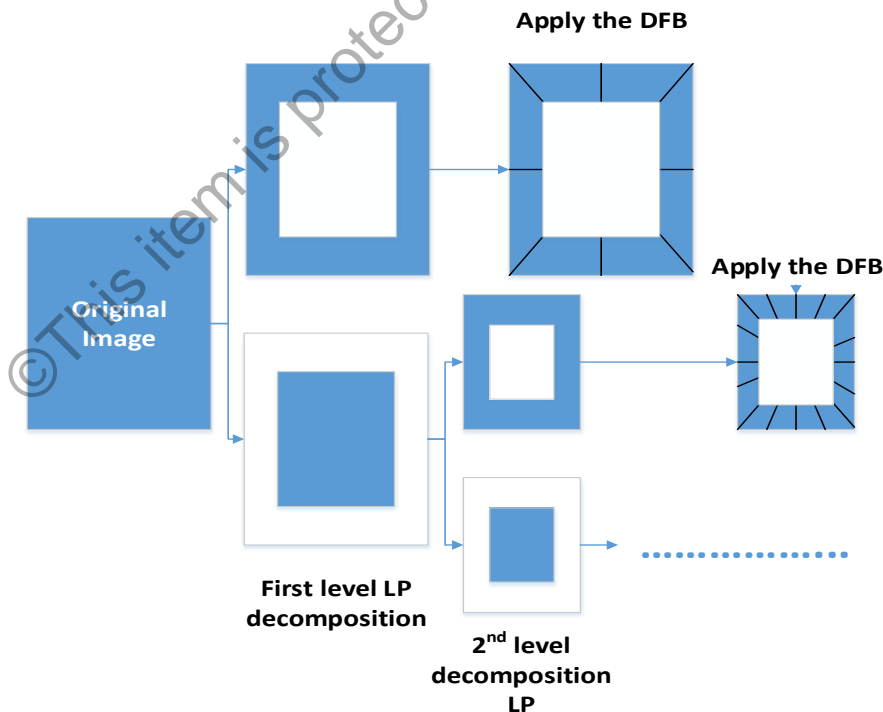 Apply the DFB
©This item is protec
Apply the DFB
Original
Image
First level LP
decomposition
2nd level
decomposition
LP